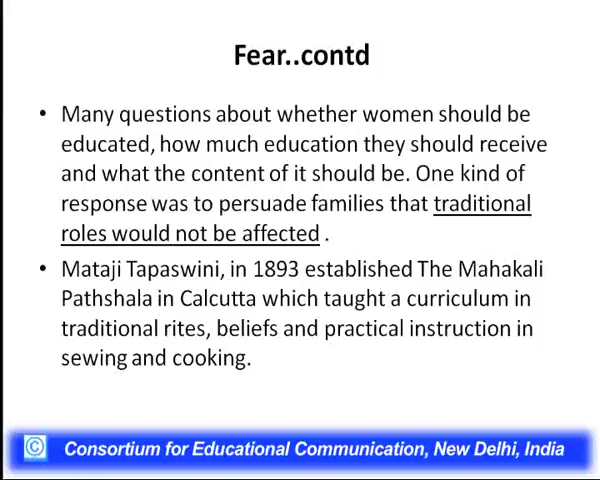 Fear..contd
• Many questions about whether women should be
educated, how much education they should receive
and what the content of it should be. One kind of
response was to persuade families that traditional
roles would not be affected .
• Mataji Tapaswini, in 1893 established The Mahakali
Pathshala in Calcutta which taught a curriculum in
traditional rites, beliefs and practical instruction in
sewing and cooking.
© Consortium for Educational Communication, New Delhi, India